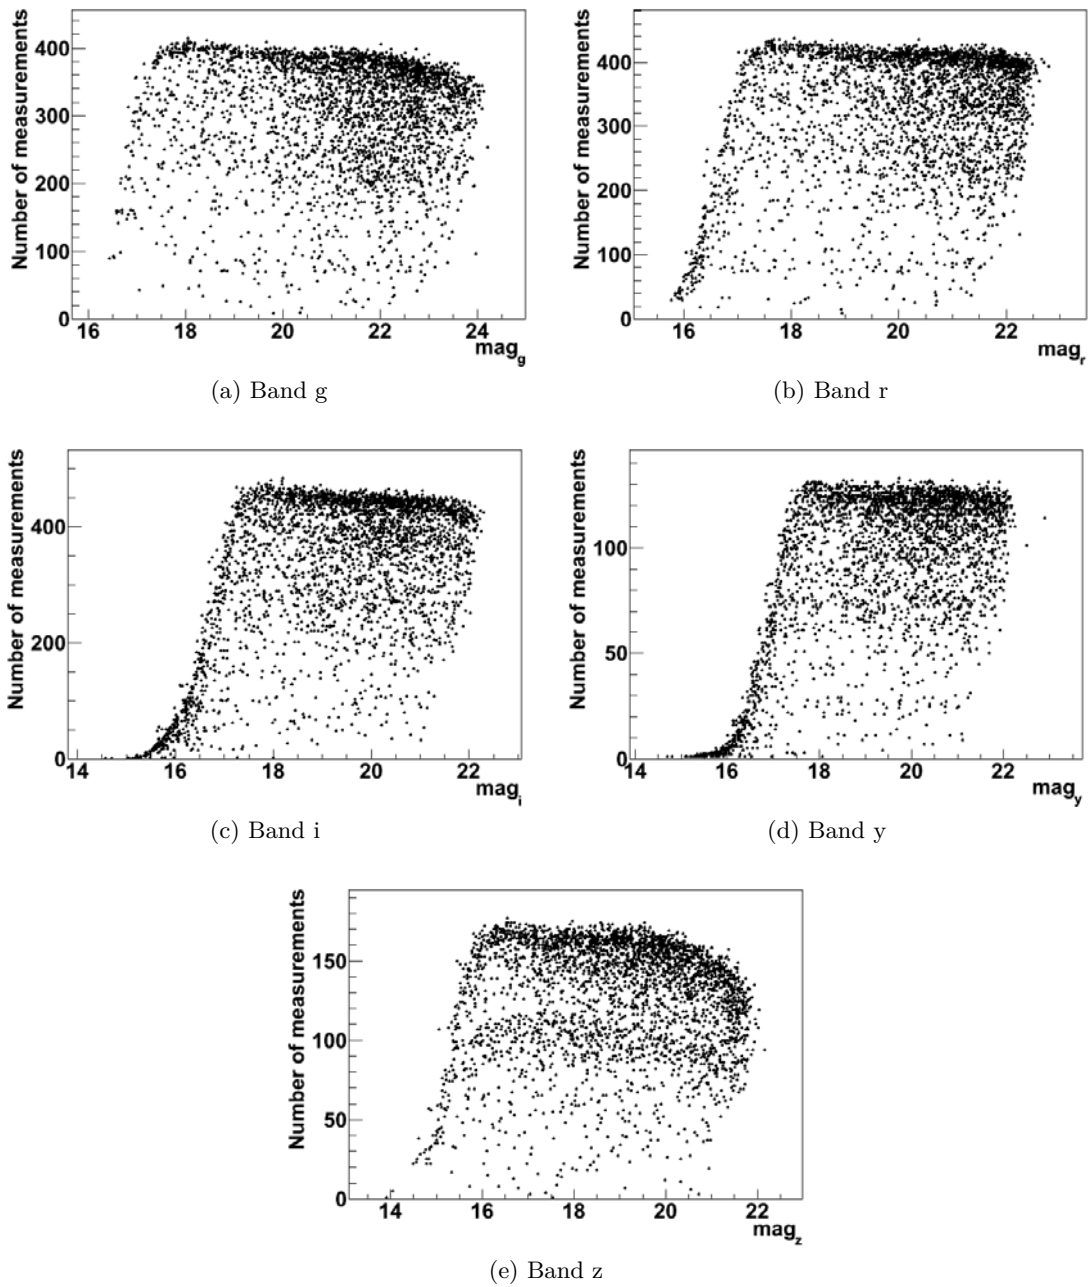 Number of measurements
400
300
200
100
0
16 18 20 22 24
mag_g
(a) Band g
Number of measurements
400
300
200
100
0
16 18 20 22
mag_r
(b) Band r
Number of measurements
400
200
0
14 16 18 20 22
mag_i
(c) Band i
Number of measurements
100
50
0
14 16 18 20 22
mag_y
(d) Band y
Number of measurements
150
100
50
0
14 16 18 20 22
mag_z
(e) Band z